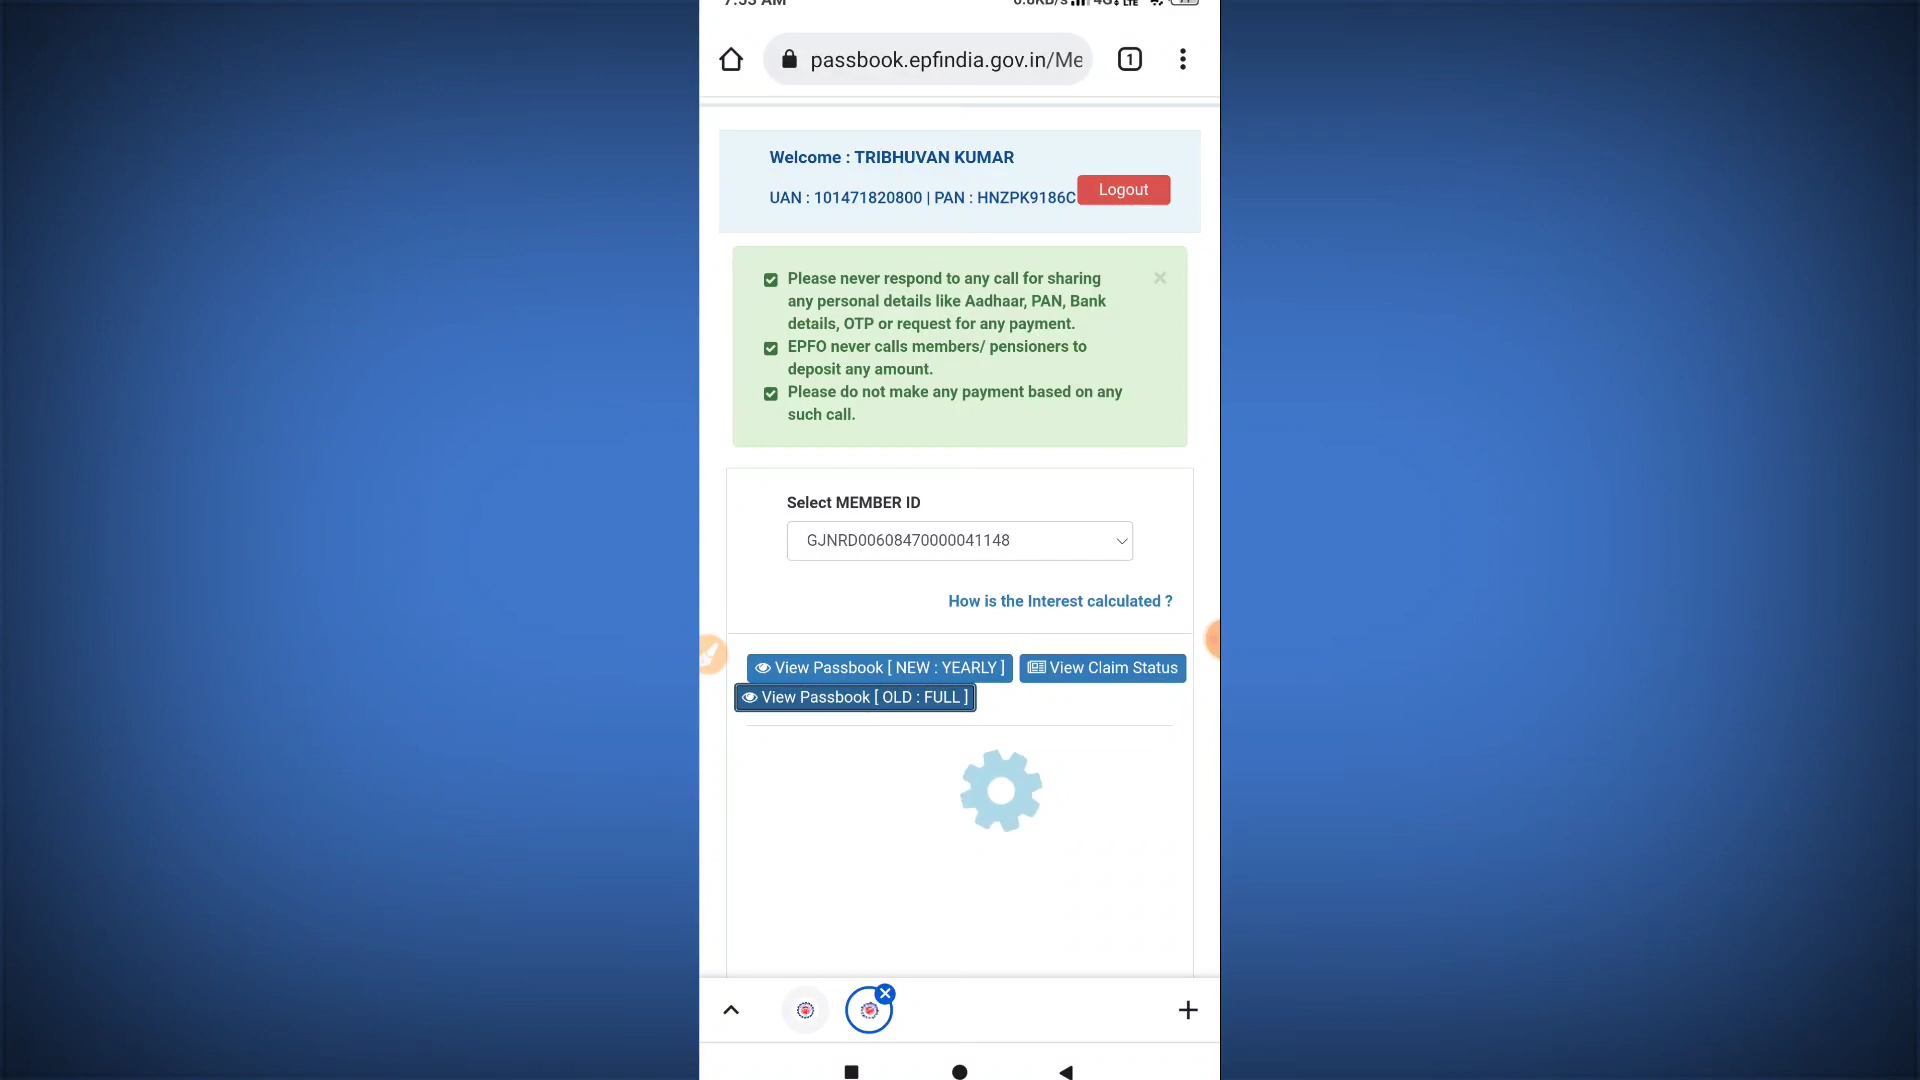 7:53 AM
passbook.epfindia.gov.in/Me
1
Welcome : TRIBHUVAN KUMAR
UAN : 101471820800 | PAN : HNZPK9186C
Logout
Please never respond to any call for sharing
any personal details like Aadhaar, PAN, Bank
details, OTP or request for any payment.
EPFO never calls members/ pensioners to
deposit any amount.
Please do not make any payment based on any
such call.
Select MEMBER ID
GJNRD00608470000041148
How is the Interest calculated ?
View Passbook [ NEW : YEARLY ]
View Claim Status
View Passbook [ OLD : FULL ]